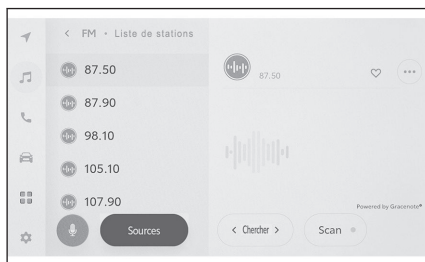 < FM • Liste de stations
87.50
87.90
98.10
105.10
107.90
Sources
87.50
Powered by Gracenote®
< Chercher >
Scan